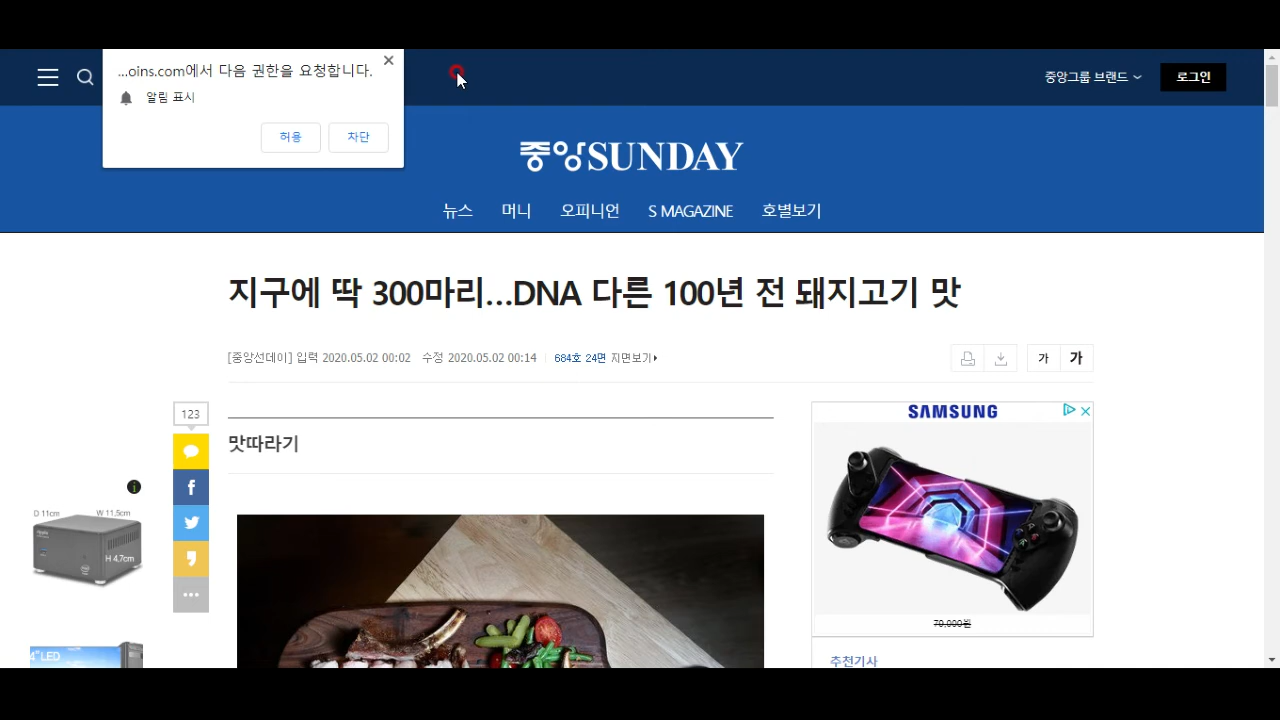 ...oins.com에서 다음 권한을 요청합니다.
알림 표시
허용
차단
중앙그룹 브랜드
로그인
중앙SUNDAY
뉴스 머니 오피니언 S MAGAZINE 호별보기
지구에 딱 300마리...DNA 다른 100년 전 돼지고기 맛
[중앙선데이] 입력 2020.05.02 00:02 수정 2020.05.02 00:14 684호 24면 지면보기
가 가
123
맛따라기
SAMSUNG
D 11cm W 11.5cm
H 4.7cm
4" LED
79,000원
추천기사